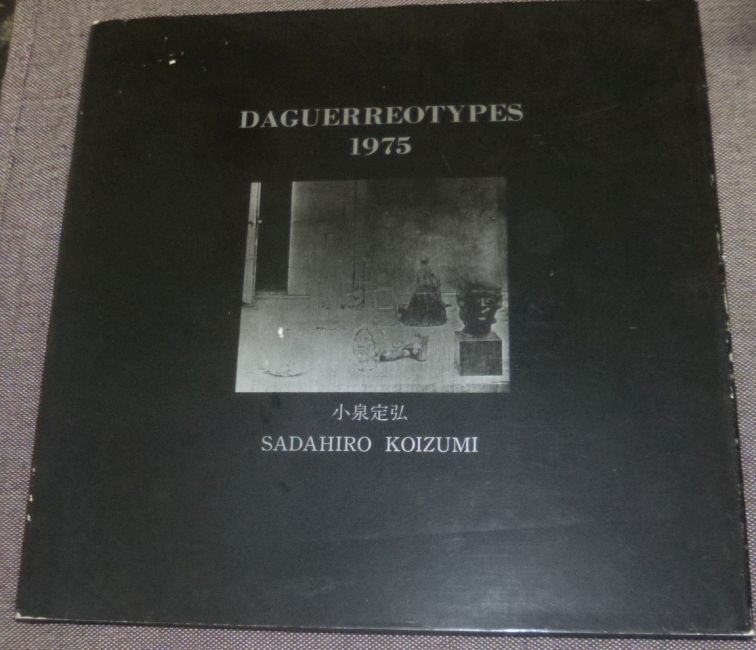 DAGUERREOTYPES
1975
小泉定弘
SADAHIRO KOIZUMI